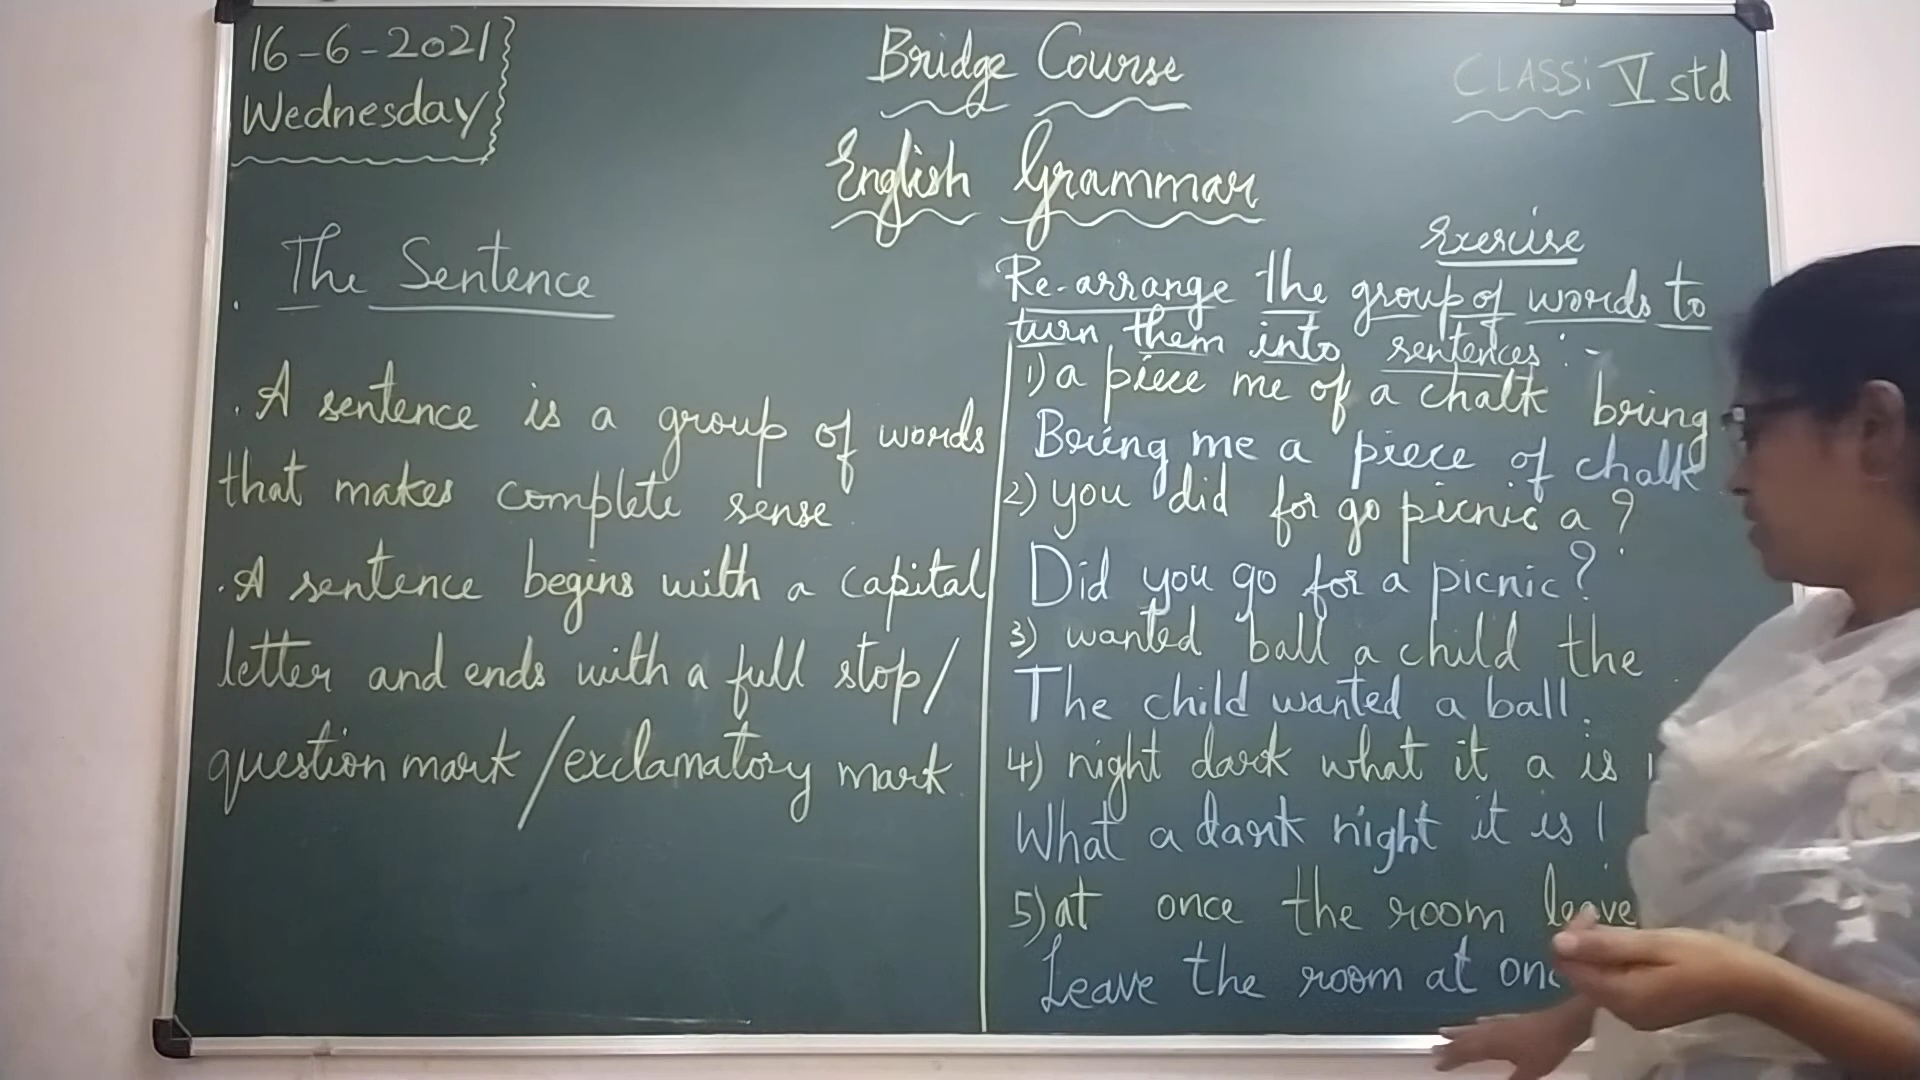 16-6-2021
Wednesday
Bridge Course
English Grammar
CLASS: V std
The Sentence
. A sentence is a group of words
that makes complete sense.
. A sentence begins with a capital
letter and ends with a full stop/
question mark/exclamatory mark
Exercise
Re-arrange the group of words to
turn them into sentences:-
1) a piece me of a chalk bring
Bring me a piece of chalk
2) you did for go picnic a?
Did you go for a picnic?
3) wanted ball a child the
The child wanted a ball.
4) night dark what it a is !
What a dark night it is!
5) at once the room leave
Leave the room at